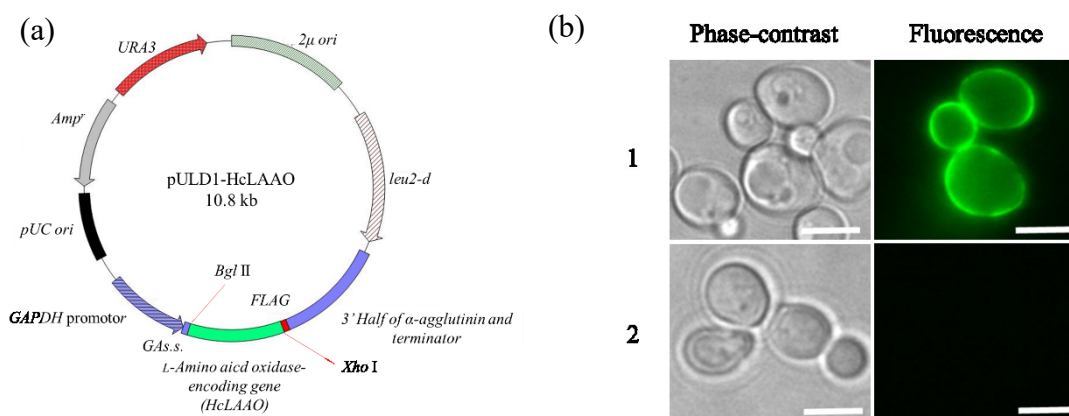 (a)
URA3
2μ ori
Ampʳ
leu2-d
pULD1-HcLAAO
10.8 kb
pUC ori
Bgl II
FLAG
GAPDH promotor
3’ Half of α-agglutinin and
terminator
GAs.s.
Xho I
L-Amino aicd oxidase-
encoding gene
(HcLAAO)
(b)
Phase-contrast
Fluorescence
1
2